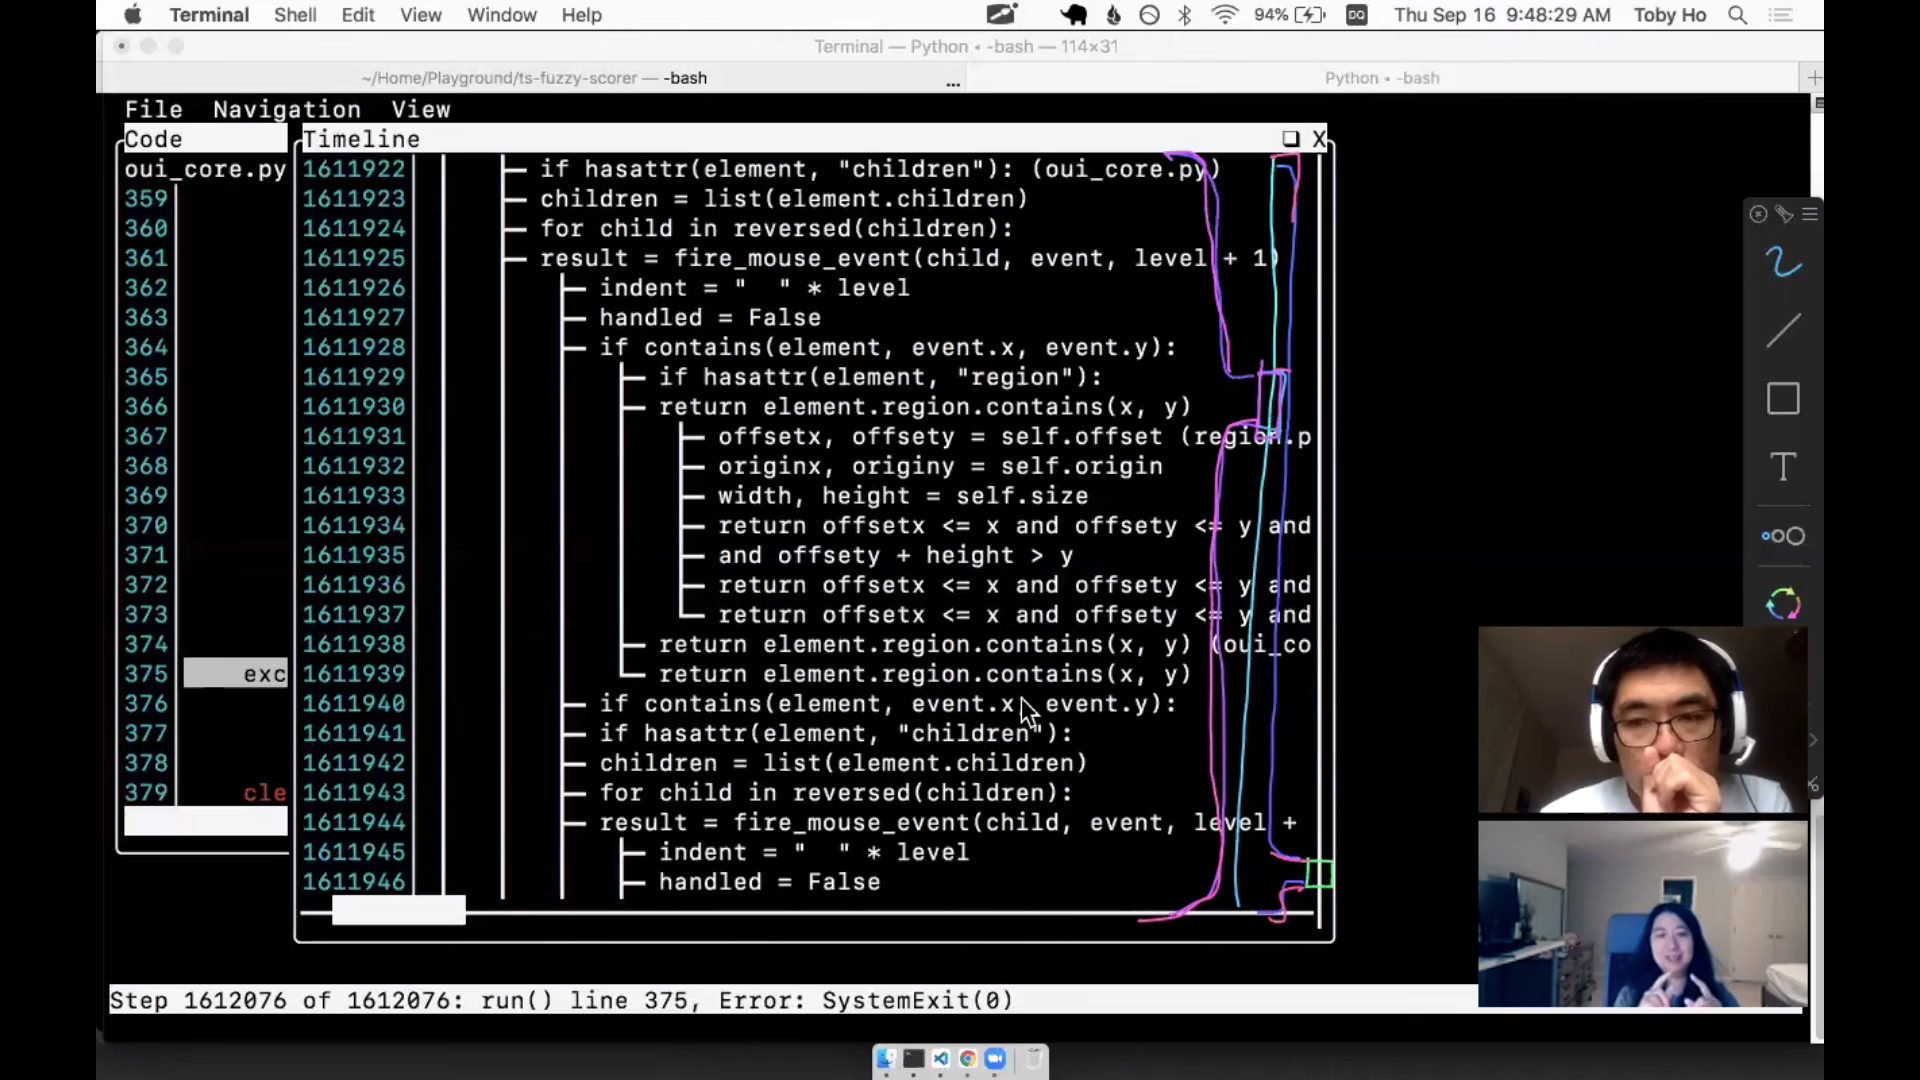 Terminal Shell Edit View Window Help 94% DQ Thu Sep 16 9:48:29 AM Toby Ho
Terminal — Python • -bash — 114×31
~/Home/Playground/ts-fuzzy-scorer — -bash ... Python • -bash
File Navigation View
Code Timeline X
oui_core.py 1611922 if hasattr(element, "children"): (oui_core.py)
359 1611923 children = list(element.children)
360 1611924 for child in reversed(children):
361 1611925 result = fire_mouse_event(child, event, level + 1)
362 1611926 indent = "  " * level
363 1611927 handled = False
364 1611928 if contains(element, event.x, event.y):
365 1611929 if hasattr(element, "region"):
366 1611930 return element.region.contains(x, y)
367 1611931 offsetx, offsety = self.offset (region.p
368 1611932 originx, originy = self.origin
369 1611933 width, height = self.size
370 1611934 return offsetx <= x and offsety <= y and
371 1611935 and offsety + height > y
372 1611936 return offsetx <= x and offsety <= y and
373 1611937 return offsetx <= x and offsety <= y and
374 1611938 return element.region.contains(x, y) (oui_co
375 exc 1611939 return element.region.contains(x, y)
376 1611940 if contains(element, event.x, event.y):
377 1611941 if hasattr(element, "children"):
378 1611942 children = list(element.children)
379 cle 1611943 for child in reversed(children):
1611944 result = fire_mouse_event(child, event, level +
1611945 indent = "  " * level
1611946 handled = False
Step 1612076 of 1612076: run() line 375, Error: SystemExit(0)